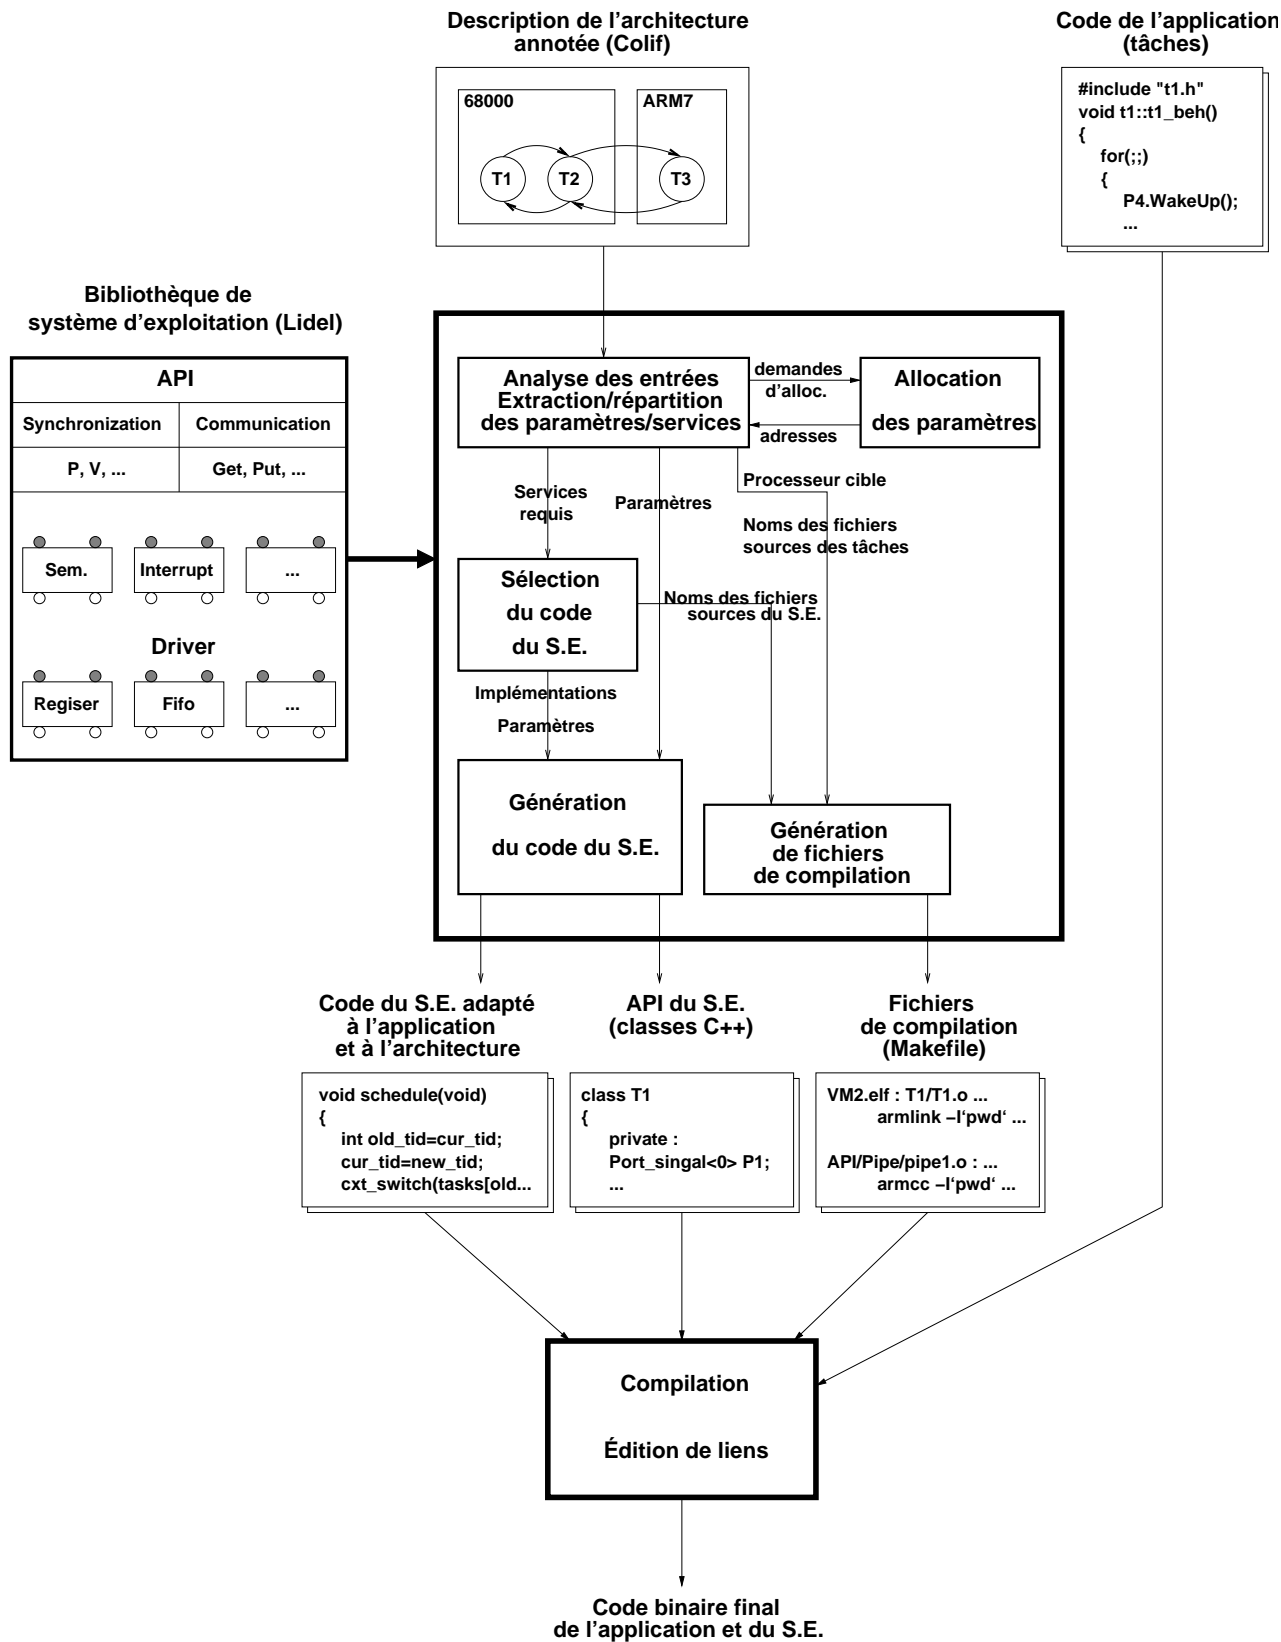 Description de l'architecture
annotée (Colif)
Code de l'application
(tâches)
68000
ARM7
T1
T2
T3
#include "t1.h"
void t1::t1_beh()
{
for(;;)
{
P4.WakeUp();
...
Bibliothèque de
système d'exploitation (Lidel)
API
Synchronization
Communication
P, V, ...
Get, Put, ...
Sem.
Interrupt
...
Driver
Regiser
Fifo
...
Analyse des entrées
Extraction/répartition
des paramètres/services
demandes
d'alloc.
adresses
Allocation
des paramètres
Services
requis
Paramètres
Processeur cible
Noms des fichiers
sources des tâches
Sélection
du code
du S.E.
Noms des fichiers
sources du S.E.
Implémentations
Paramètres
Génération
du code du S.E.
Génération
de fichiers
de compilation
Code du S.E. adapté
à l'application
et à l'architecture
API du S.E.
(classes C++)
Fichiers
de compilation
(Makefile)
void schedule(void)
{
int old_tid=cur_tid;
cur_tid=new_tid;
cxt_switch(tasks[old...
class T1
{
private :
Port_singal<0> P1;
...
VM2.elf : T1/T1.o ...
armlink –I‘pwd‘ ...
API/Pipe/pipe1.o : ...
armcc –I‘pwd‘ ...
Compilation
Édition de liens
Code binaire final
de l'application et du S.E.